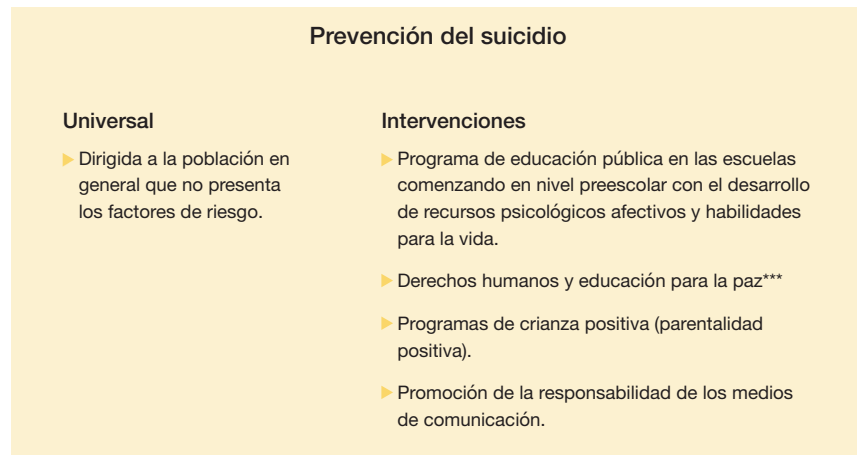 Prevención del suicidio
Universal
Dirigida a la población en
general que no presenta
los factores de riesgo.
Intervenciones
Programa de educación pública en las escuelas
comenzando en nivel preescolar con el desarrollo
de recursos psicológicos afectivos y habilidades
para la vida.
Derechos humanos y educación para la paz***
Programas de crianza positiva (parentalidad
positiva).
Promoción de la responsabilidad de los medios
de comunicación.